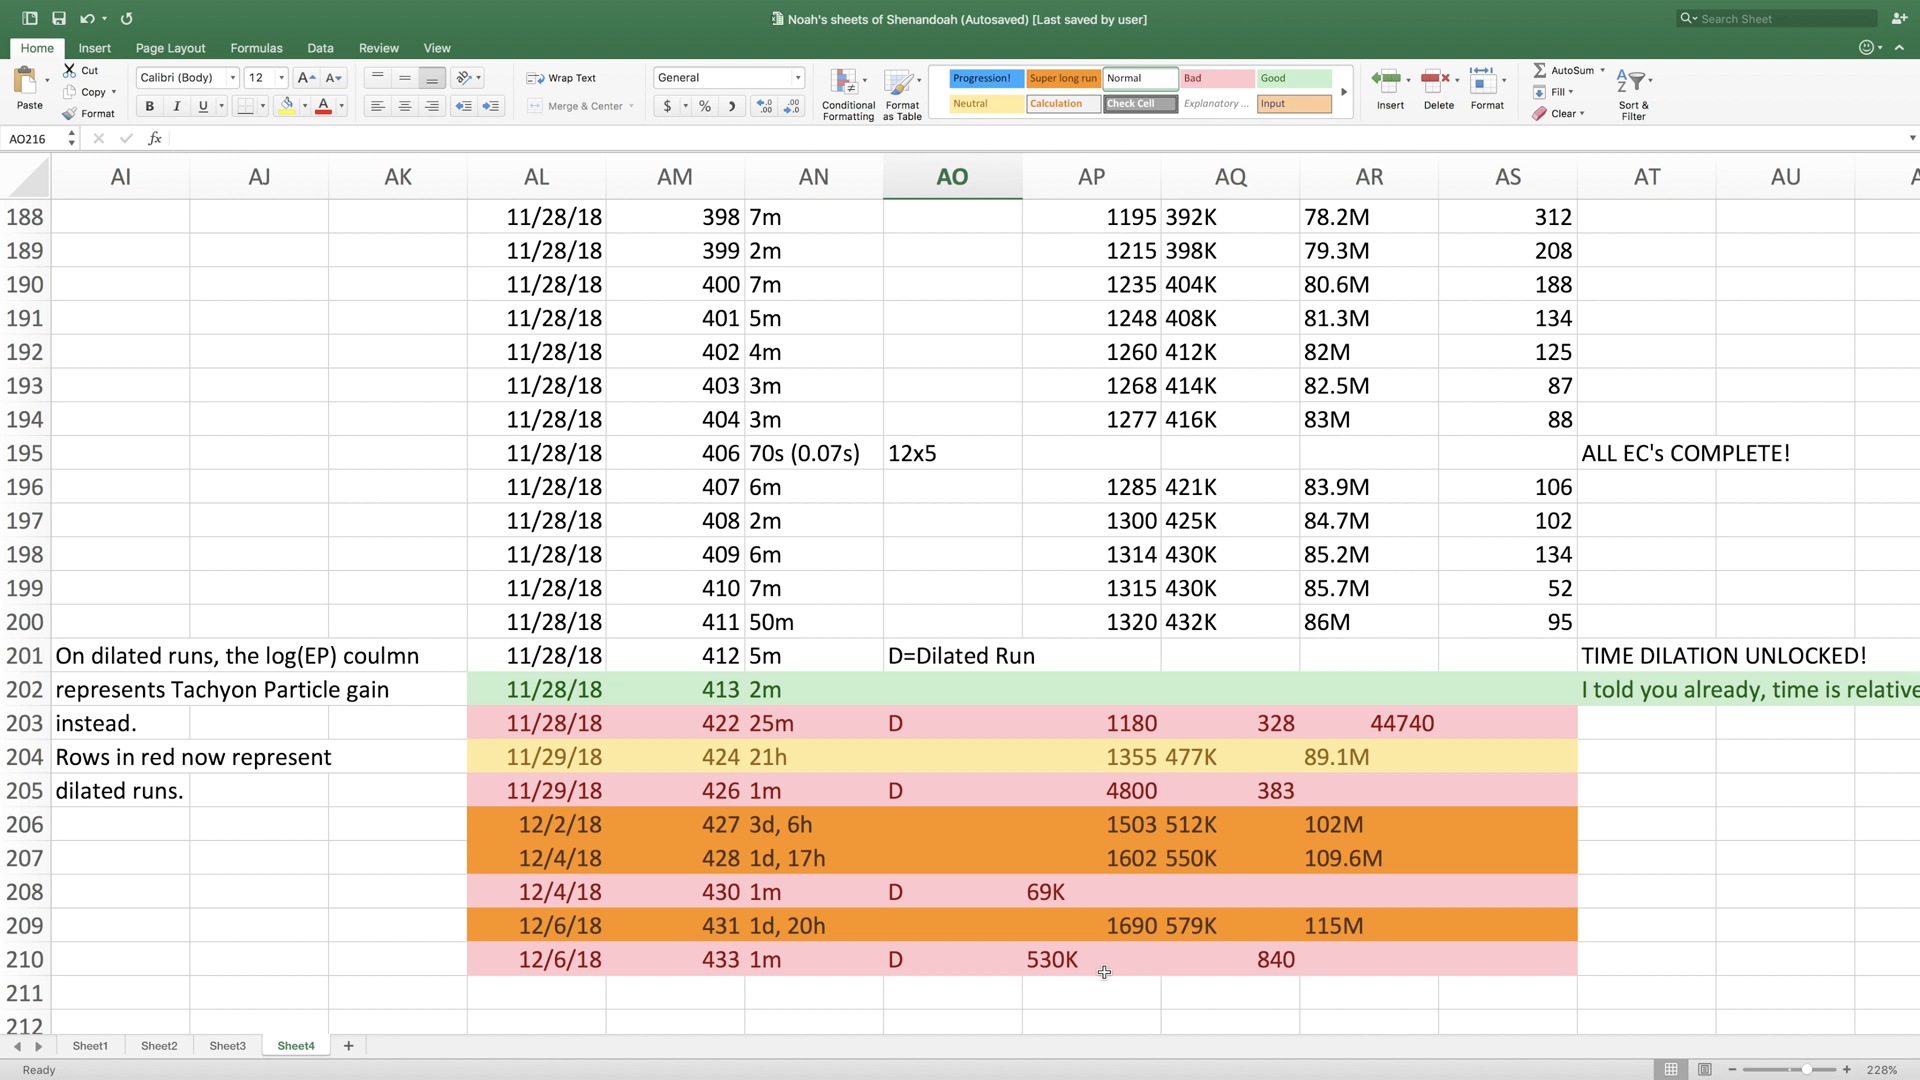 Noah's sheets of Shenandoah (Autosaved) [Last saved by user]
Search Sheet
Home Insert Page Layout Formulas Data Review View
Paste Cut Copy Format
Calibri (Body) 12
B I U
Wrap Text
Merge & Center
General
$ %
Conditional Formatting
Format as Table
Progression! Super long run Normal Bad Good
Neutral Calculation Check Cell Explanatory ... Input
Insert Delete Format
AutoSum
Fill
Clear
Sort & Filter
AO216 fx
AI AJ AK AL AM AN AO AP AQ AR AS AT AU
188 11/28/18 398 7m 1195 392K 78.2M 312
189 11/28/18 399 2m 1215 398K 79.3M 208
190 11/28/18 400 7m 1235 404K 80.6M 188
191 11/28/18 401 5m 1248 408K 81.3M 134
192 11/28/18 402 4m 1260 412K 82M 125
193 11/28/18 403 3m 1268 414K 82.5M 87
194 11/28/18 404 3m 1277 416K 83M 88
195 11/28/18 406 70s (0.07s) 12x5 ALL EC's COMPLETE!
196 11/28/18 407 6m 1285 421K 83.9M 106
197 11/28/18 408 2m 1300 425K 84.7M 102
198 11/28/18 409 6m 1314 430K 85.2M 134
199 11/28/18 410 7m 1315 430K 85.7M 52
200 11/28/18 411 50m 1320 432K 86M 95
201 On dilated runs, the log(EP) coulmn 11/28/18 412 5m D=Dilated Run TIME DILATION UNLOCKED!
202 represents Tachyon Particle gain 11/28/18 413 2m I told you already, time is relative
203 instead. 11/28/18 422 25m D 1180 328 44740
204 Rows in red now represent 11/29/18 424 21h 1355 477K 89.1M
205 dilated runs. 11/29/18 426 1m D 4800 383
206 12/2/18 427 3d, 6h 1503 512K 102M
207 12/4/18 428 1d, 17h 1602 550K 109.6M
208 12/4/18 430 1m D 69K
209 12/6/18 431 1d, 20h 1690 579K 115M
210 12/6/18 433 1m D 530K 840
211
212
Sheet1 Sheet2 Sheet3 Sheet4 +
Ready 228%